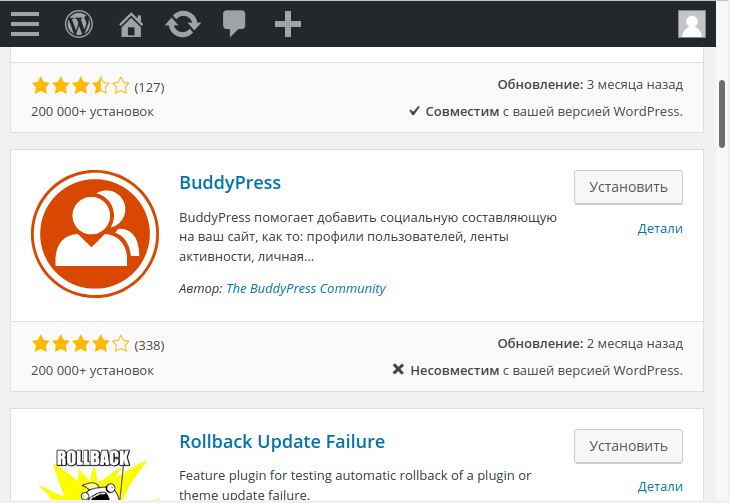 (127)
Обновление: 3 месяца назад
200 000+ установок
Совместим с вашей версией WordPress.
BuddyPress
Установить
BuddyPress помогает добавить социальную составляющую
на ваш сайт, как то: профили пользователей, ленты
активности, личная...
Детали
Автор: The BuddyPress Community
(338)
Обновление: 2 месяца назад
200 000+ установок
Несовместим с вашей версией WordPress.
ROLLBACK
Rollback Update Failure
Установить
Feature plugin for testing automatic rollback of a plugin or
theme update failure.
Детали